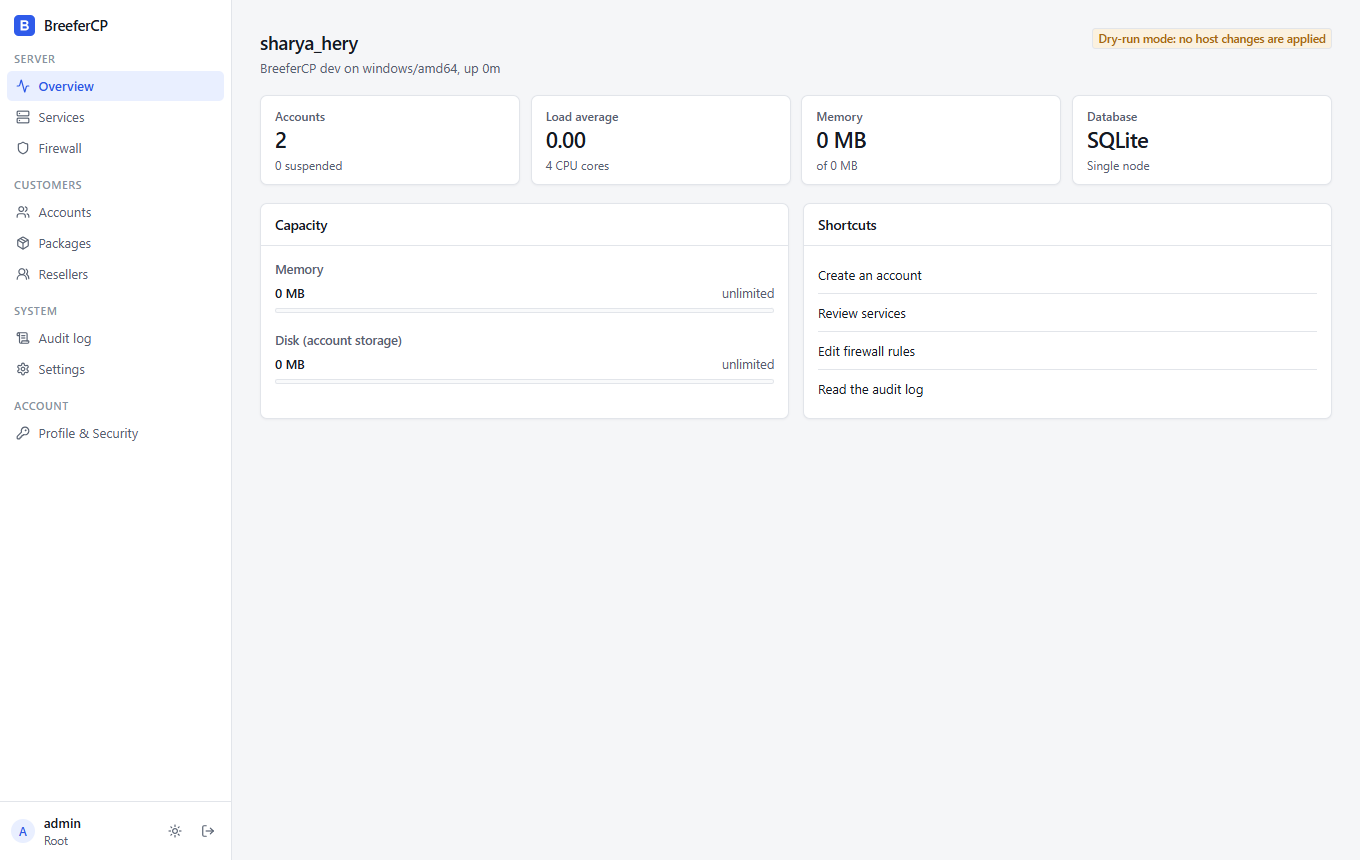 B BreeferCP
SERVER
Overview
Services
Firewall
CUSTOMERS
Accounts
Packages
Resellers
SYSTEM
Audit log
Settings
ACCOUNT
Profile & Security
A
admin
Root
sharya_hery
BreeferCP dev on windows/amd64, up 0m
Dry-run mode: no host changes are applied
Accounts
2
0 suspended
Load average
0.00
4 CPU cores
Memory
0 MB
of 0 MB
Database
SQLite
Single node
Capacity
Memory
0 MB unlimited
Disk (account storage)
0 MB unlimited
Shortcuts
Create an account
Review services
Edit firewall rules
Read the audit log